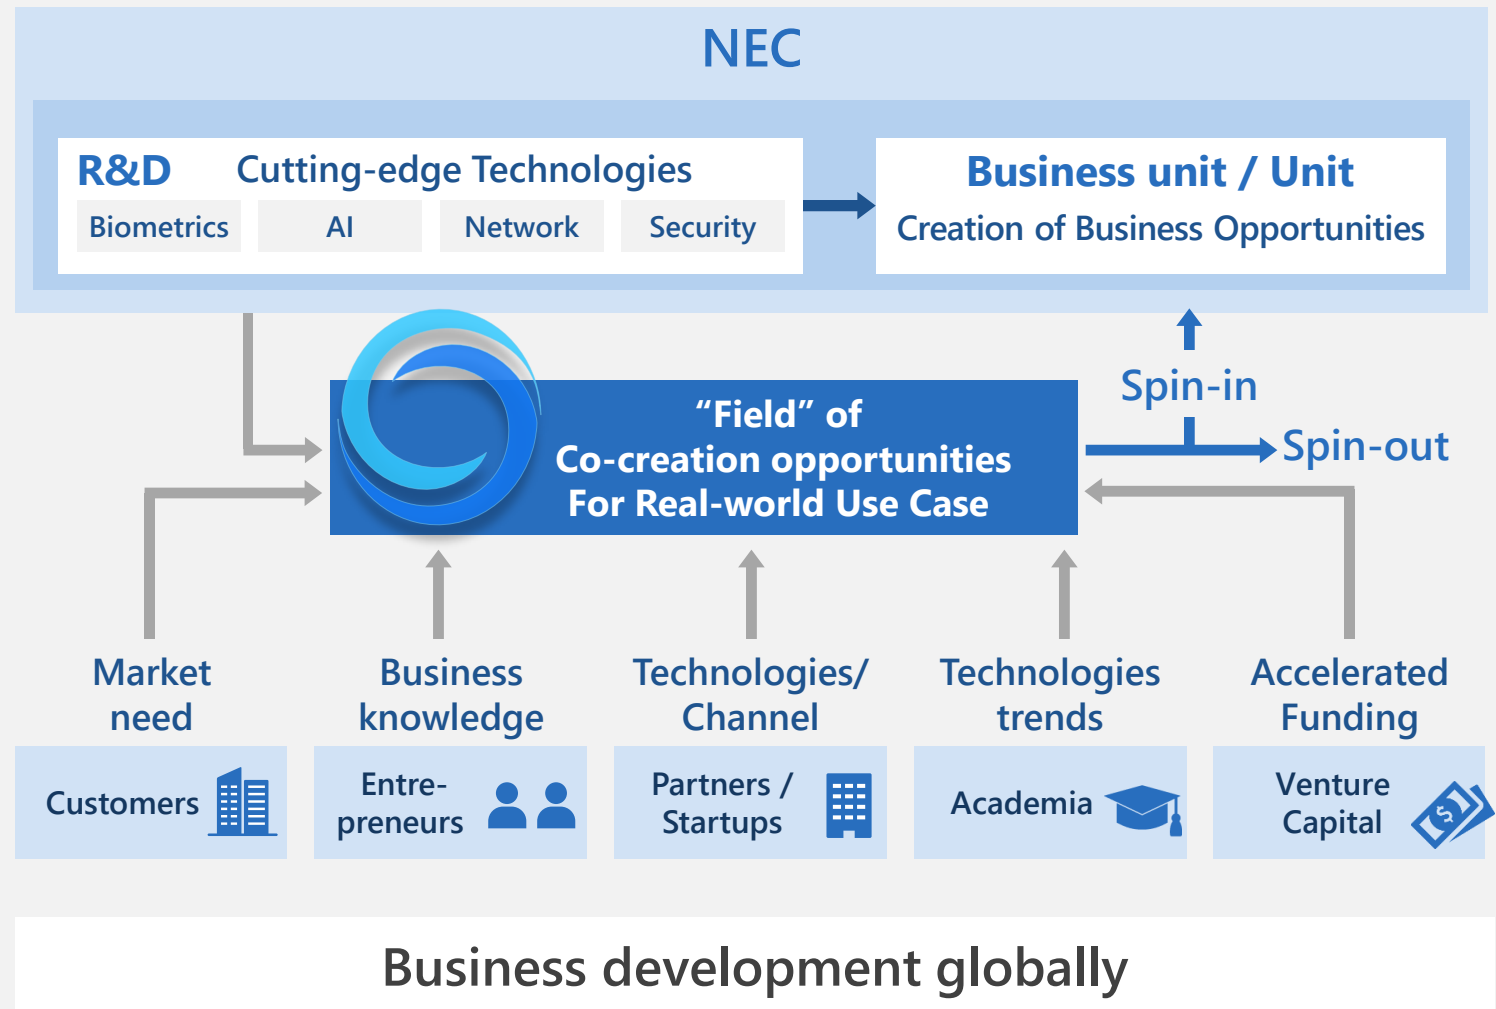 NEC
R&D Cutting-edge Technologies
Biometrics
AI
Network
Security
Business unit / Unit
Creation of Business Opportunities
“Field” of
Co-creation opportunities
For Real-world Use Case
Spin-in
Spin-out
Market
need
Business
knowledge
Technologies/
Channel
Technologies
trends
Accelerated
Funding
Customers
Entre-
preneurs
Partners /
Startups
Academia
Venture
Capital
$
Business development globally